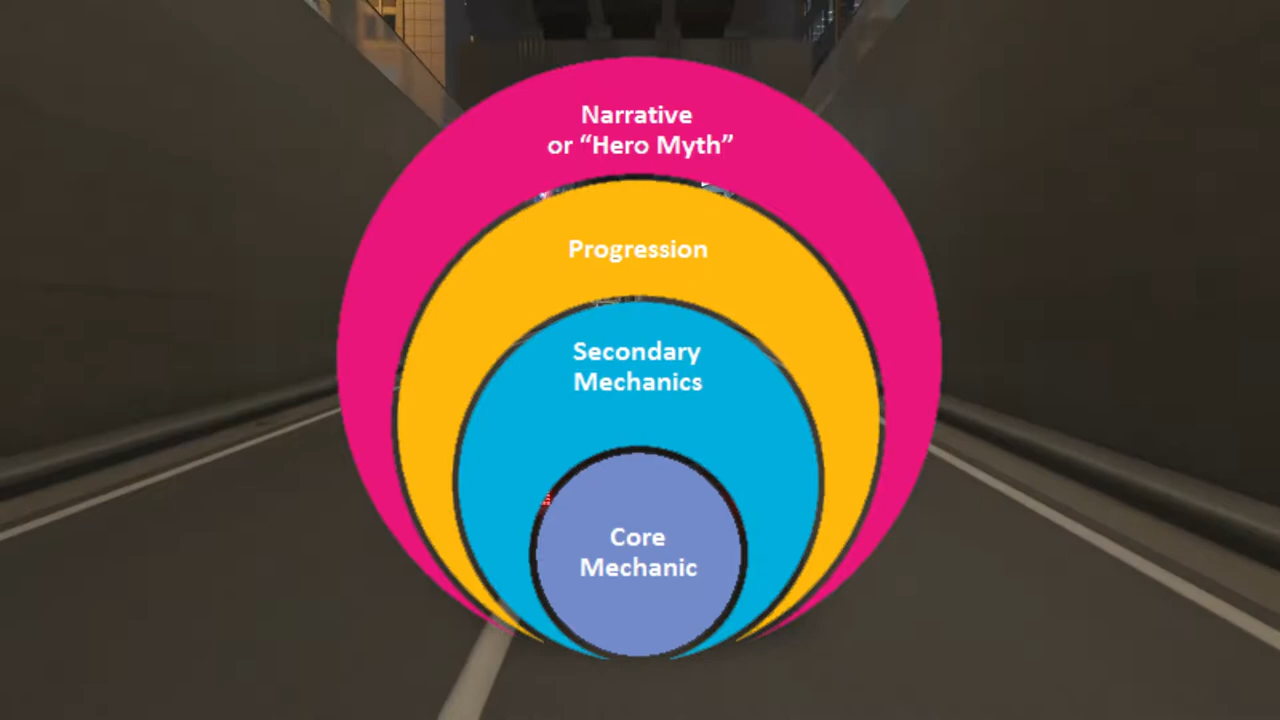 Narrative
or “Hero Myth”
Progression
Secondary
Mechanics
Core
Mechanic